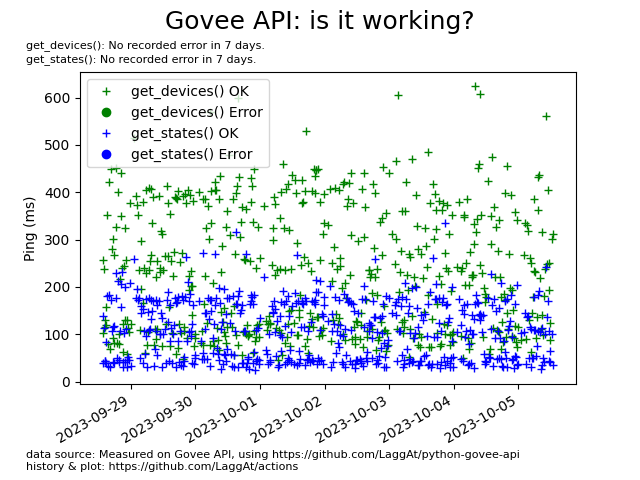 Govee API: is it working?
get_devices(): No recorded error in 7 days.
get_states(): No recorded error in 7 days.
get_devices() OK
get_devices() Error
get_states() OK
get_states() Error
Ping (ms)
600
500
400
300
200
100
0
2023-09-29
2023-09-30
2023-10-01
2023-10-02
2023-10-03
2023-10-04
2023-10-05
data source: Measured on Govee API, using https://github.com/LaggAt/python-govee-api
history & plot: https://github.com/LaggAt/actions